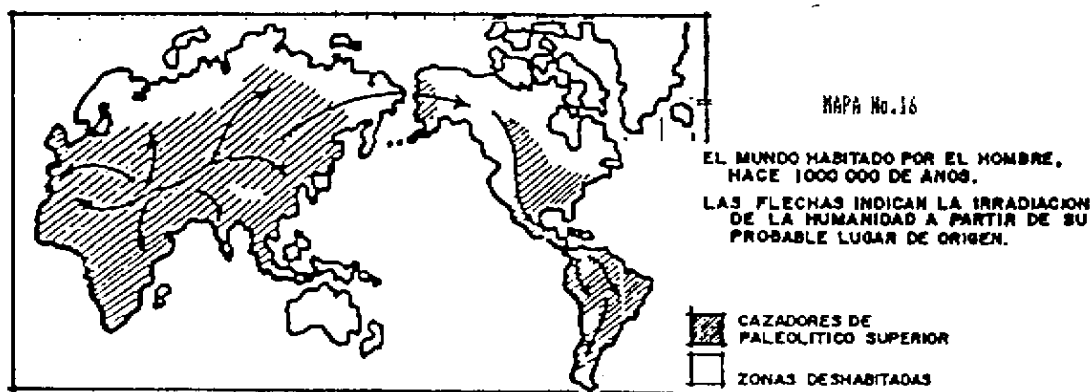 MAPA No.16
EL MUNDO HABITADO POR EL HOMBRE,
HACE 1000 000 DE ANOS.
LAS FLECHAS INDICAN LA IRRADIACION
DE LA HUMANIDAD A PARTIR DE SU
PROBABLE LUGAR DE ORIGEN.
CAZADORES DE
PALEOLITICO SUPERIOR
ZONAS DESHABITADAS